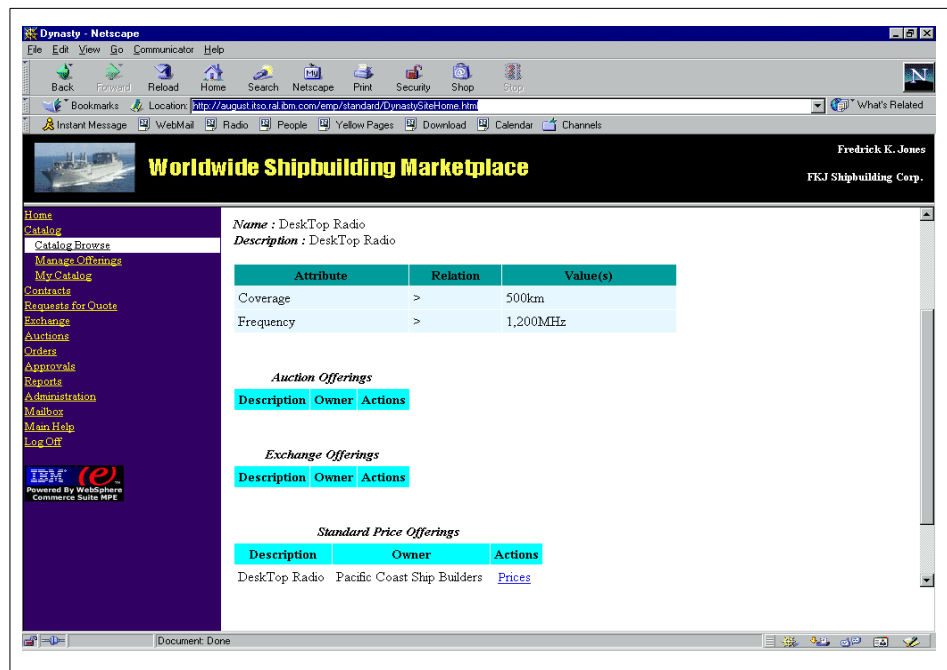 Dynasty - Netscape
File Edit View Go Communicator Help
Back Forward Reload Home Search Netscape Print Security Shop Stop
Bookmarks Location: http://august.itso.ral.ibm.com/emp/standard/DynastySiteHome.htm What's Related
Instant Message WebMail Radio People Yellow Pages Download Calendar Channels
Worldwide Shipbuilding Marketplace
Fredrick K. Jones
FKJ Shipbuilding Corp.
Home
Catalog
Catalog Browse
Manage Offerings
My Catalog
Contracts
Requests for Quote
Exchange
Auctions
Orders
Approvals
Reports
Administration
Mailbox
Main Help
Log Off
IBM e
Powered By WebSphere
Commerce Suite MPE
Name : DeskTop Radio
Description : DeskTop Radio
Attribute Relation Value(s)
Coverage > 500km
Frequency > 1,200MHz
Auction Offerings
Description Owner Actions
Exchange Offerings
Description Owner Actions
Standard Price Offerings
Description Owner Actions
DeskTop Radio Pacific Coast Ship Builders Prices
Document: Done